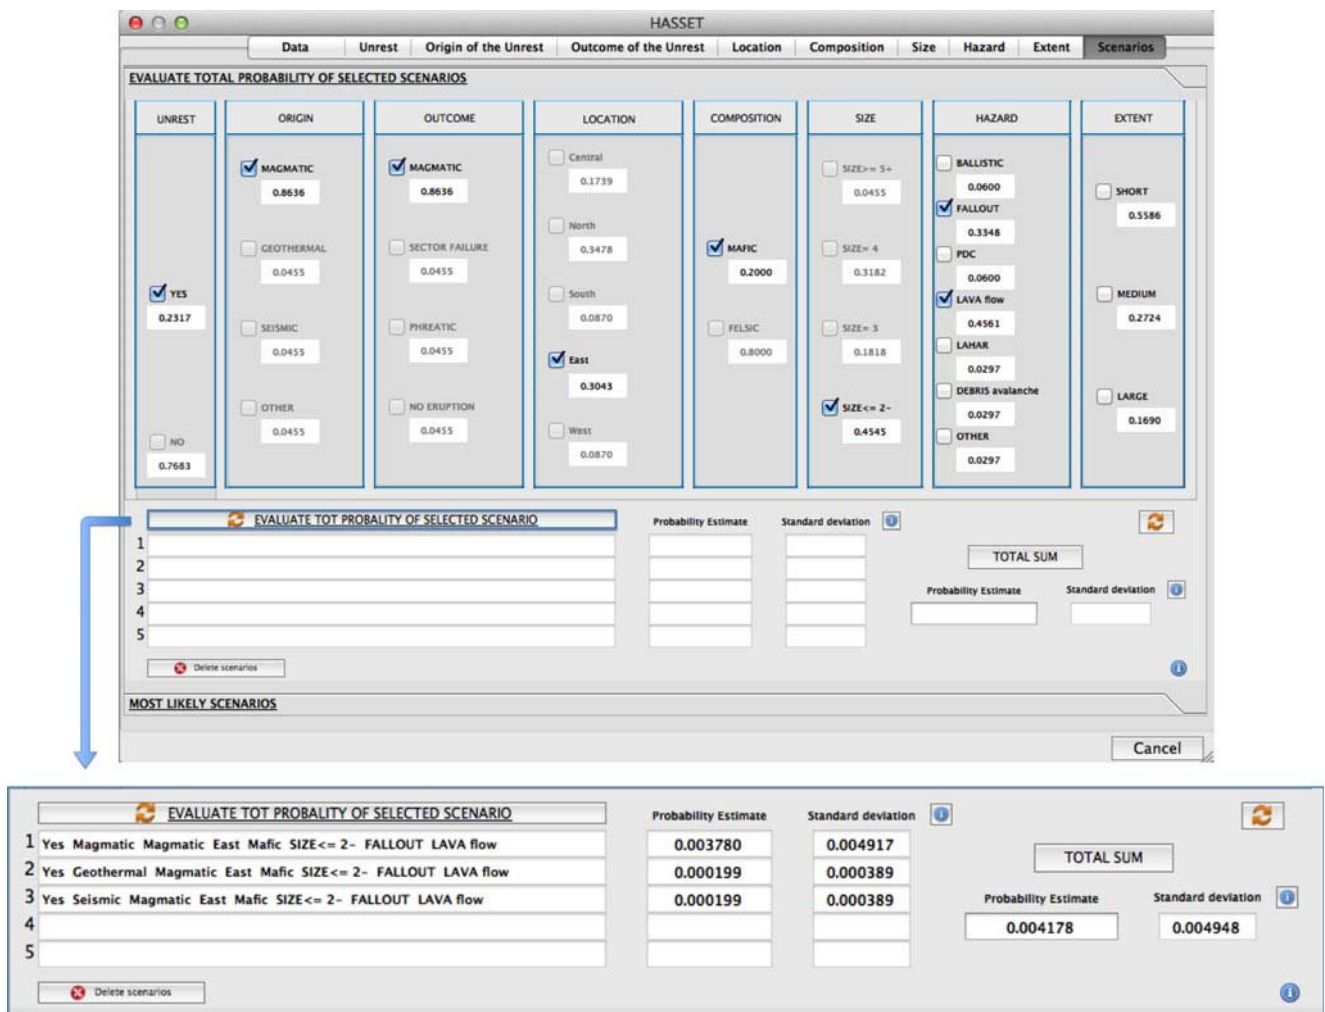 HASSET
Data Unrest Origin of the Unrest Outcome of the Unrest Location Composition Size Hazard Extent Scenarios
EVALUATE TOTAL PROBABILITY OF SELECTED SCENARIOS
UNREST ORIGIN OUTCOME LOCATION COMPOSITION SIZE HAZARD EXTENT
YES
0.2317
NO
0.7683
MAGMATIC
0.8636
GEOTHERMAL
0.0455
SEISMIC
0.0455
OTHER
0.0455
MAGMATIC
0.8636
SECTOR FAILURE
0.0455
PHREATIC
0.0455
NO ERUPTION
0.0455
Central
0.1739
North
0.3478
South
0.0870
East
0.3043
West
0.0870
MAFIC
0.2000
FELSIC
0.8000
SIZE>= 5+
0.0455
SIZE= 4
0.3182
SIZE= 3
0.1818
SIZE<= 2-
0.4545
BALLISTIC
0.0600
FALLOUT
0.3348
PDC
0.0600
LAVA flow
0.4561
LAHAR
0.0297
DEBRIS avalanche
0.0297
OTHER
0.0297
SHORT
0.5586
MEDIUM
0.2724
LARGE
0.1690
EVALUATE TOT PROBALITY OF SELECTED SCENARIO Probability Estimate Standard deviation
1
2
3
4
5
TOTAL SUM
Probability Estimate Standard deviation
Delete scenarios
MOST LIKELY SCENARIOS
Cancel
EVALUATE TOT PROBALITY OF SELECTED SCENARIO Probability Estimate Standard deviation
1 Yes Magmatic Magmatic East Mafic SIZE<= 2- FALLOUT LAVA flow 0.003780 0.004917
2 Yes Geothermal Magmatic East Mafic SIZE<= 2- FALLOUT LAVA flow 0.000199 0.000389
3 Yes Seismic Magmatic East Mafic SIZE<= 2- FALLOUT LAVA flow 0.000199 0.000389
4
5
TOTAL SUM
Probability Estimate Standard deviation
0.004178 0.004948
Delete scenarios